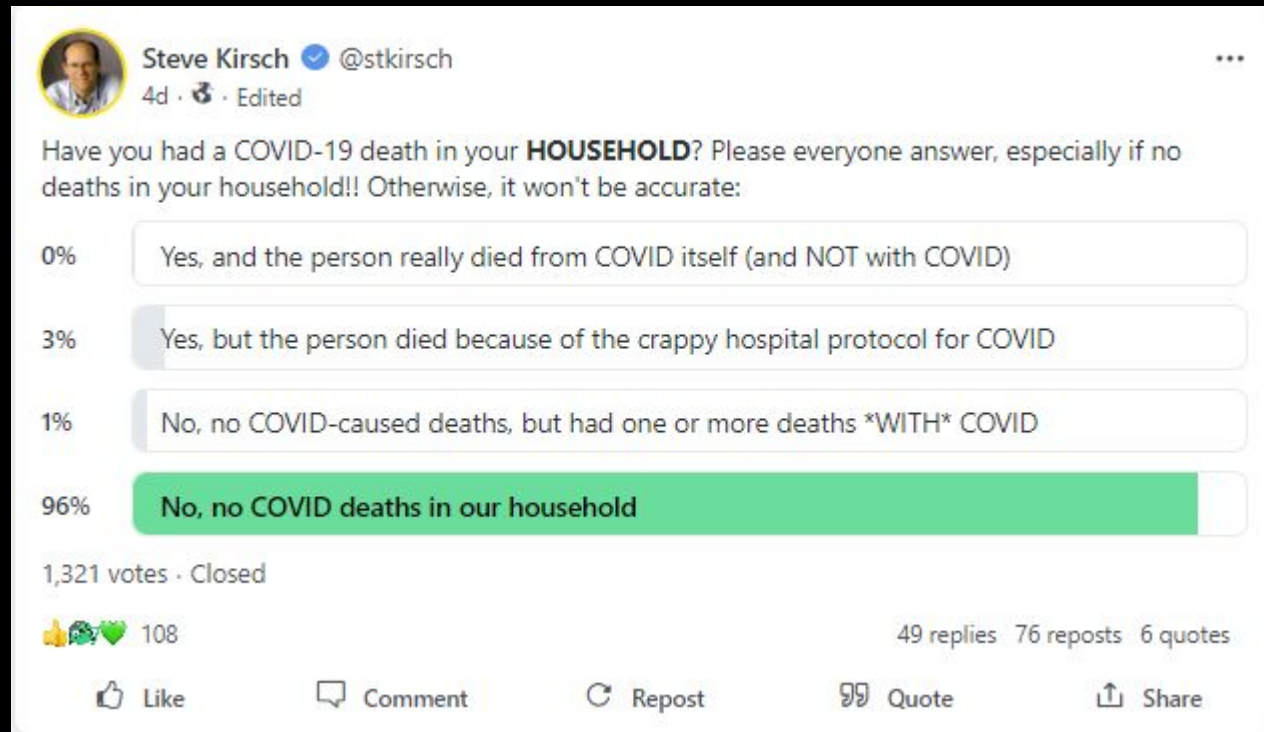 Steve Kirsch @stkirsch
4d · Edited
Have you had a COVID-19 death in your HOUSEHOLD? Please everyone answer, especially if no
deaths in your household!! Otherwise, it won't be accurate:
0% Yes, and the person really died from COVID itself (and NOT with COVID)
3% Yes, but the person died because of the crappy hospital protocol for COVID
1% No, no COVID-caused deaths, but had one or more deaths *WITH* COVID
96% No, no COVID deaths in our household
1,321 votes · Closed
108 49 replies 76 reposts 6 quotes
Like Comment Repost Quote Share